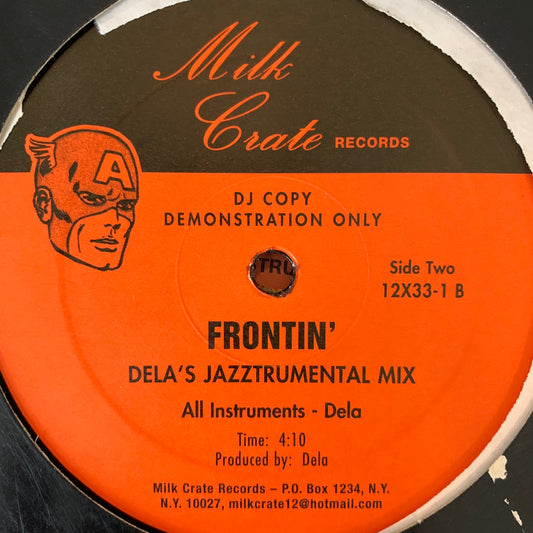 Milk
Crate RECORDS
A
DJ COPY
DEMONSTRATION ONLY
TRU
Side Two
12X33-1 B
FRONTIN'
DELA'S JAZZTRUMENTAL MIX
All Instruments - Dela
Time: 4:10
Produced by: Dela
Milk Crate Records – P.O. Box 1234, N.Y.
N.Y. 10027, milkcrate12@hotmail.com